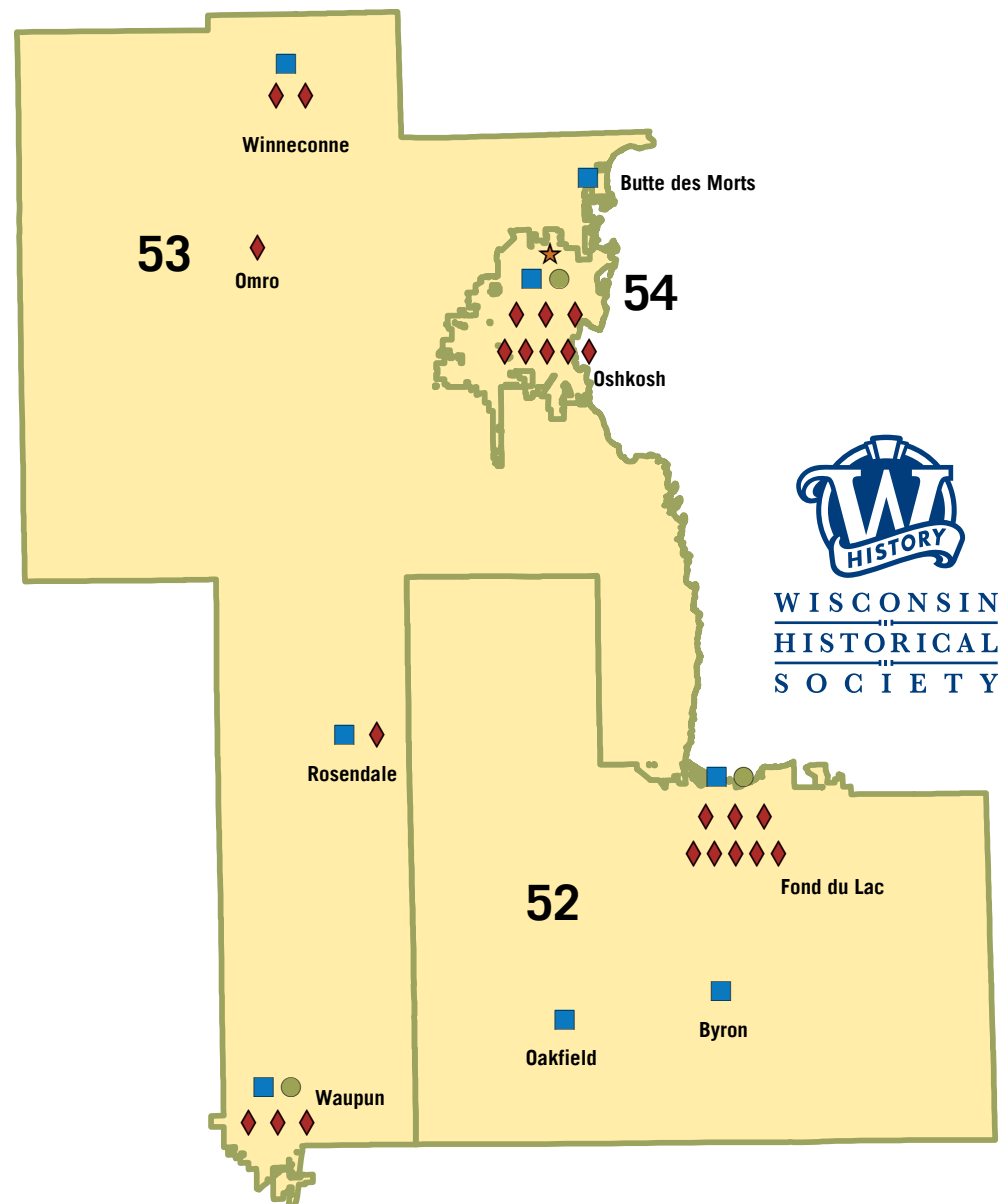 Winneconne
Butte des Morts
53
Omro
54
Oshkosh
W
HISTORY
WISCONSIN
HISTORICAL
SOCIETY
Rosendale
52
Fond du Lac
Byron
Oakfield
Waupun